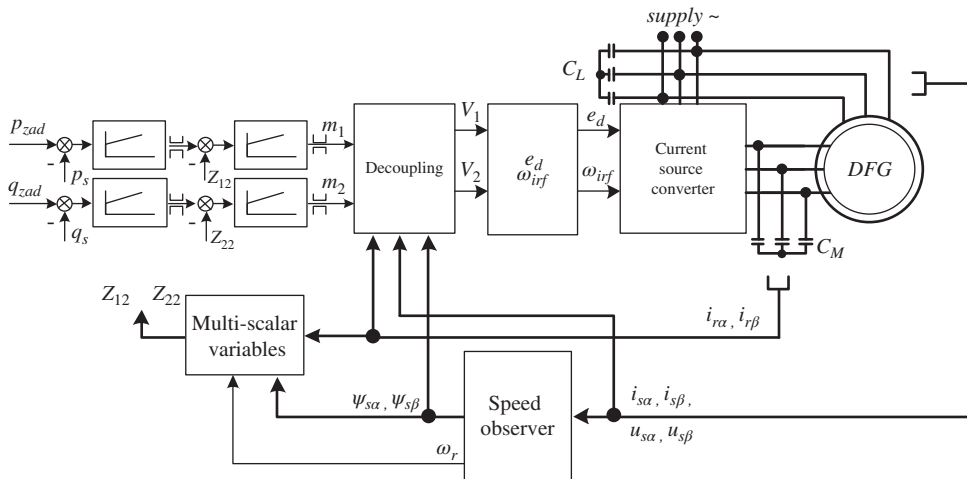 supply ~
C_L
p_zad
m_1
V_1
e_d
p_s
Z_12
Decoupling
e_d
ω_irf
Current
source
converter
DFG
q_zad
m_2
V_2
ω_irf
q_s
Z_22
C_M
Z_12 Z_22
Multi-scalar
variables
i_rα, i_rβ
ψ_sα, ψ_sβ
Speed
observer
i_sα, i_sβ,
u_sα, u_sβ
ω_r